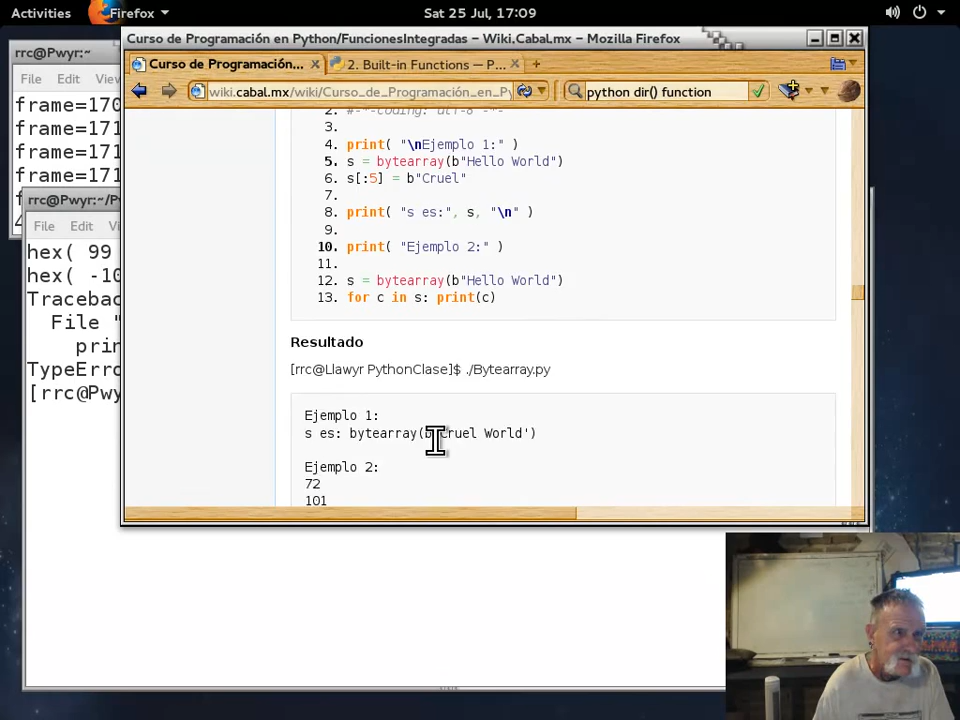 Activities
Firefox
Sat 25 Jul, 17:09
rrc@Pwyr:~
File Edit View
frame=170
frame=171
frame=171
frame=171
rrc@Pwyr:~/P
File Edit
hex( 99
hex( -10
Traceba
File "
prin
TypeErro
[rrc@Pwy
Curso de Programación en Python/FuncionesIntegradas – Wiki.Cabal.mx – Mozilla Firefox
Curso de Programación...
2. Built-in Functions — P...
wiki.cabal.mx/wiki/Curso_de_Programación_en_P
python dir() function
2. #-*-coding: utf-8 -*-
3.
4. print( "\nEjemplo 1:" )
5. s = bytearray(b"Hello World")
6. s[:5] = b"Cruel"
7.
8. print( "s es:", s, "\n" )
9.
10. print( "Ejemplo 2:" )
11.
12. s = bytearray(b"Hello World")
13. for c in s: print(c)
Resultado
[rrc@Llawyr PythonClase]$ ./Bytearray.py
Ejemplo 1:
s es: bytearray(b'Cruel World')
Ejemplo 2:
72
101